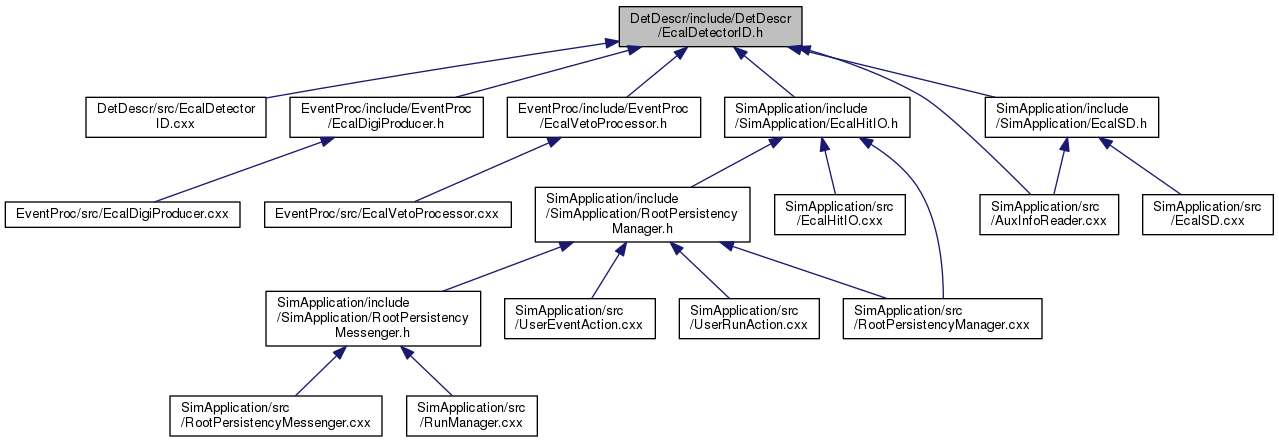 DetDescr/include/DetDescr
/EcalDetectorID.h
DetDescr/src/EcalDetector
ID.cxx
EventProc/include/EventProc
/EcalDigiProducer.h
EventProc/include/EventProc
/EcalVetoProcessor.h
SimApplication/include
/SimApplication/EcalHitIO.h
SimApplication/include
/SimApplication/EcalSD.h
EventProc/src/EcalDigiProducer.cxx
EventProc/src/EcalVetoProcessor.cxx
SimApplication/include
/SimApplication/RootPersistency
Manager.h
SimApplication/src
/EcalHitIO.cxx
SimApplication/src
/AuxInfoReader.cxx
SimApplication/src
/EcalSD.cxx
SimApplication/include
/SimApplication/RootPersistency
Messenger.h
SimApplication/src
/UserEventAction.cxx
SimApplication/src
/UserRunAction.cxx
SimApplication/src
/RootPersistencyManager.cxx
SimApplication/src
/RootPersistencyMessenger.cxx
SimApplication/src
/RunManager.cxx